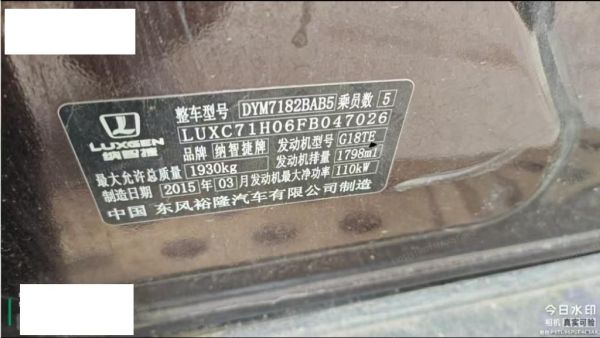 整车型号 DYM7182BAB5 乘员数 5
LUXC71H06FB047026
LUXGEN
纳智捷
品牌 纳智捷牌 发动机型号 G18TE
最大允许总质量 1930kg 发动机排量 1798ml
制造日期 2015年03月 发动机最大净功率 110kW
中国 东风裕隆汽车有限公司制造
今日水印
相机 真实可验